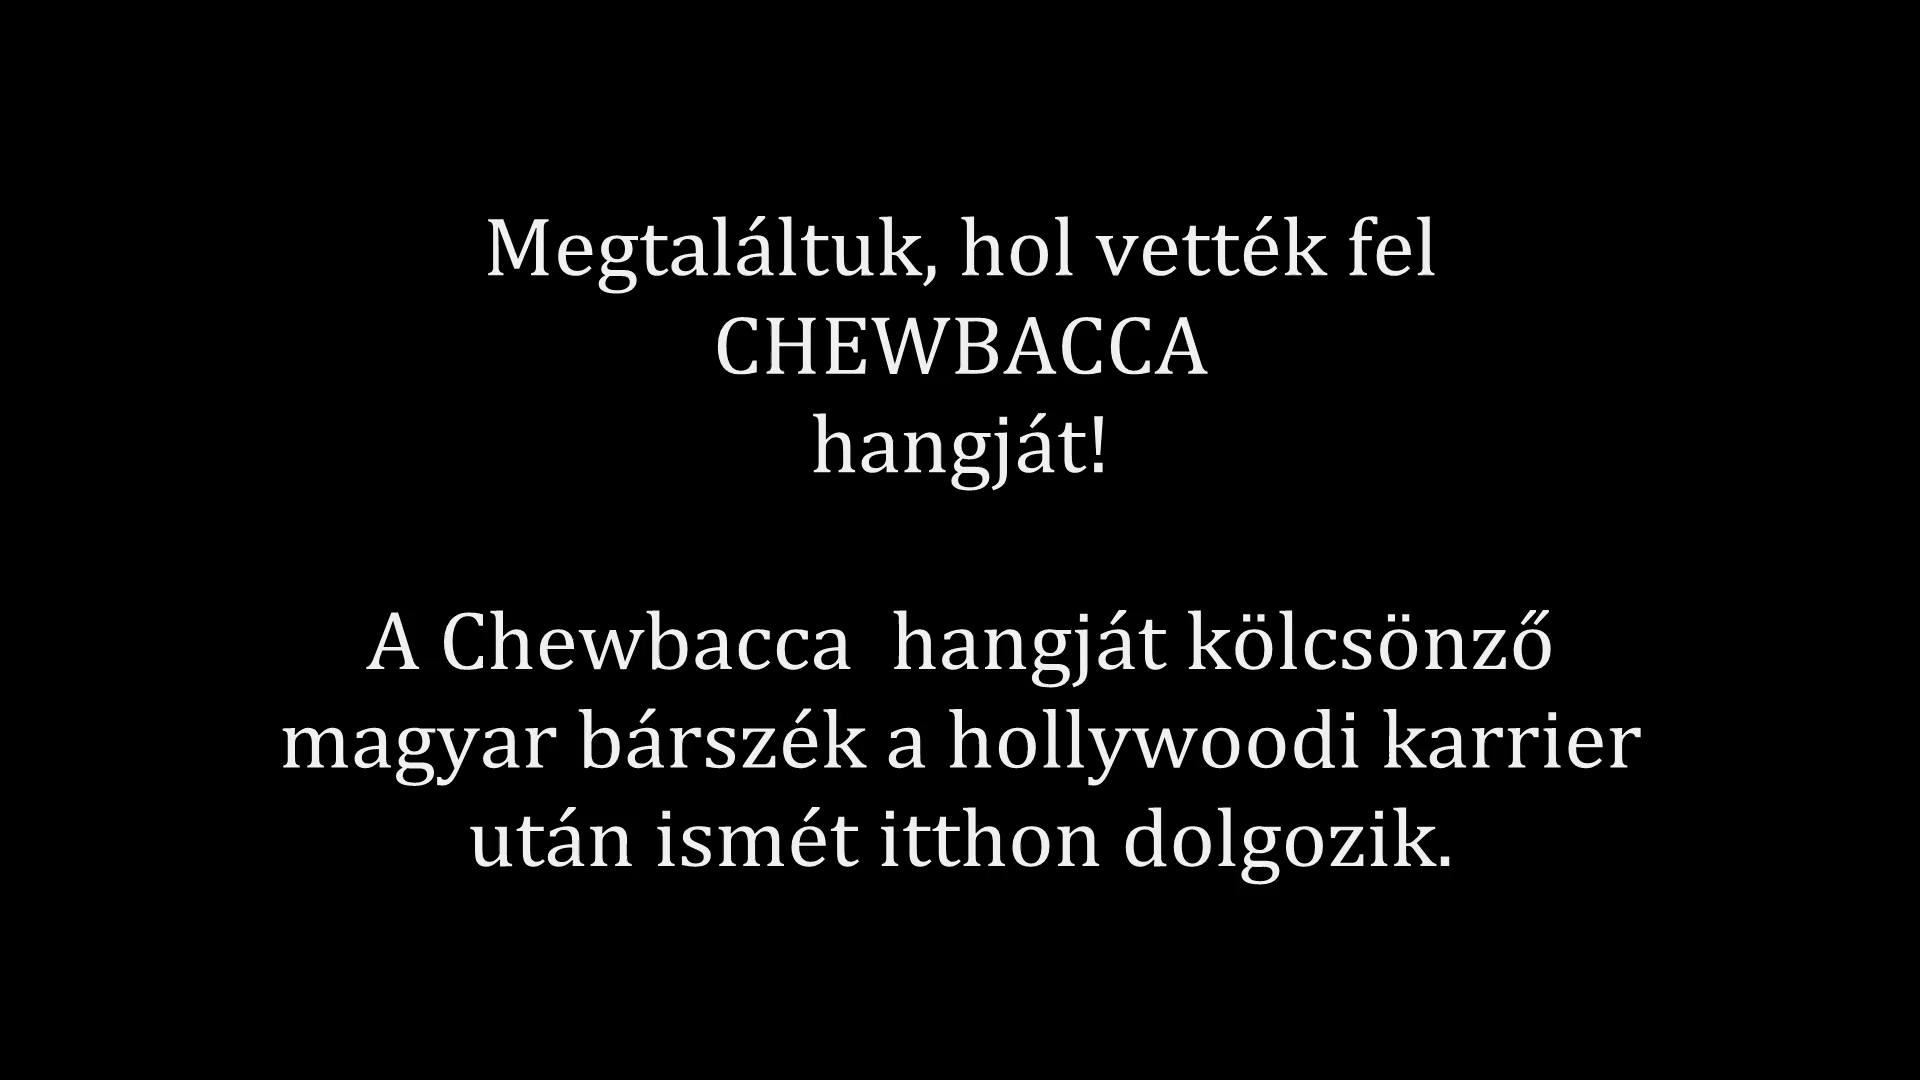 Megtaláltuk, hol vették fel
CHEWBACCA
hangját!
A Chewbacca  hangját kölcsönző
magyar bárszék a hollywoodi karrier
után ismét itthon dolgozik.